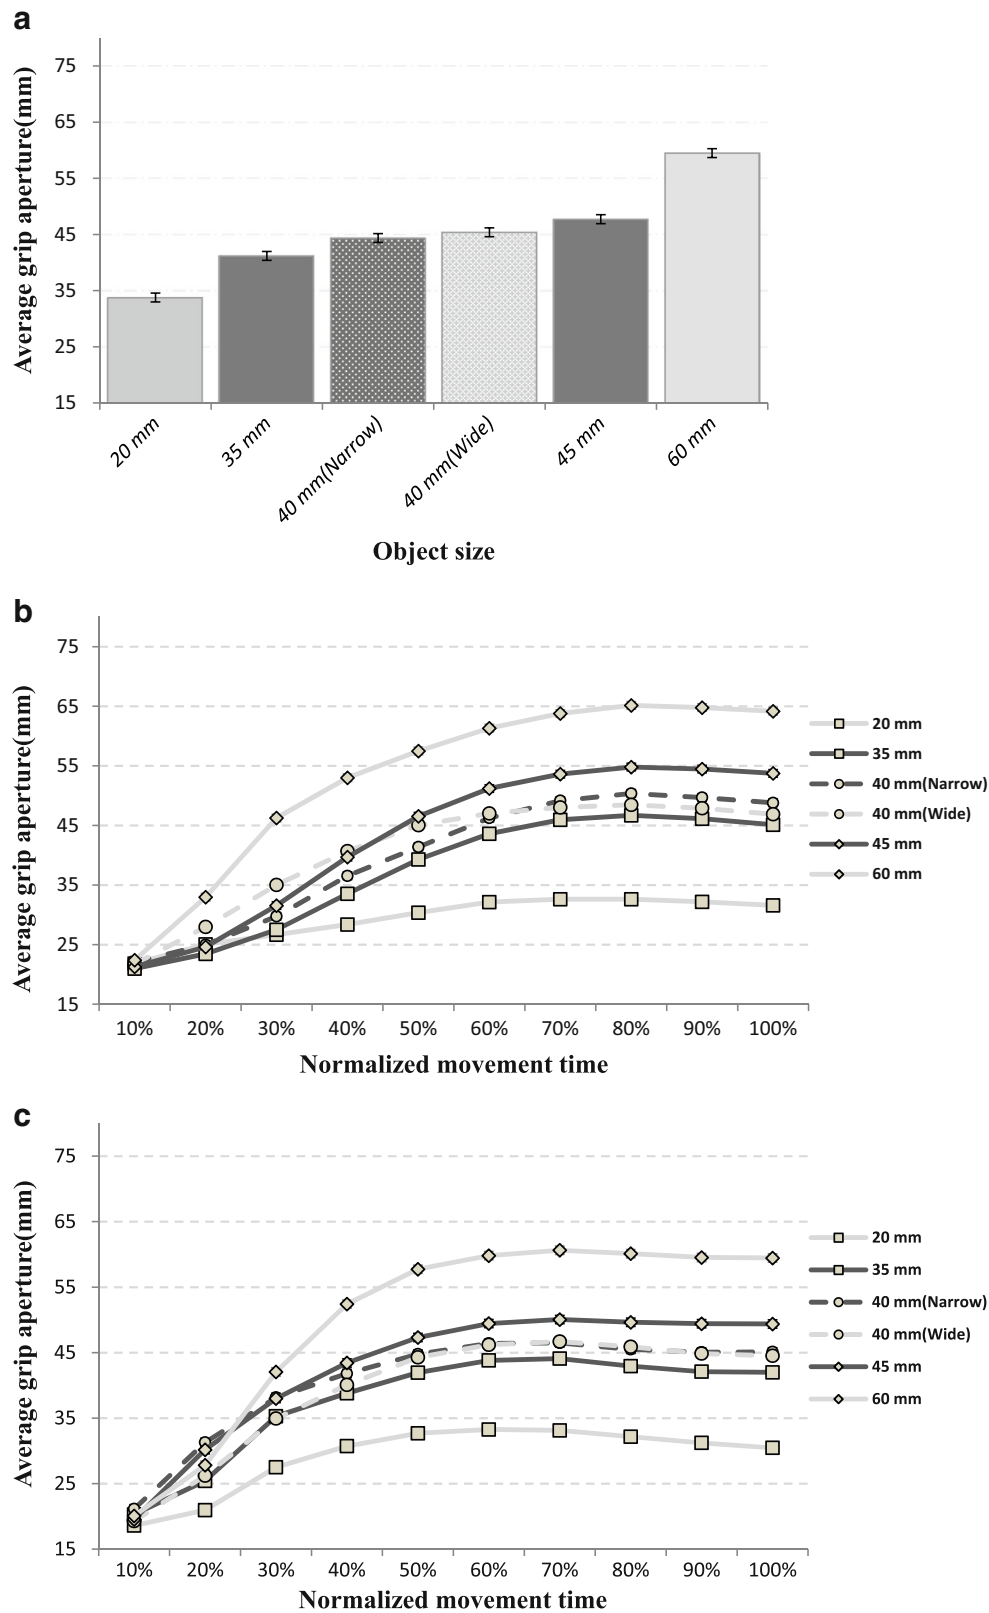 a
Average grip aperture(mm)
75
65
55
45
35
25
15
20 mm
35 mm
40 mm(Narrow)
40 mm(Wide)
45 mm
60 mm
Object size
b
Average grip aperture(mm)
75
65
55
45
35
25
15
10% 20% 30% 40% 50% 60% 70% 80% 90% 100%
Normalized movement time
20 mm
35 mm
40 mm(Narrow)
40 mm(Wide)
45 mm
60 mm
c
Average grip aperture(mm)
75
65
55
45
35
25
15
10% 20% 30% 40% 50% 60% 70% 80% 90% 100%
Normalized movement time
20 mm
35 mm
40 mm(Narrow)
40 mm(Wide)
45 mm
60 mm